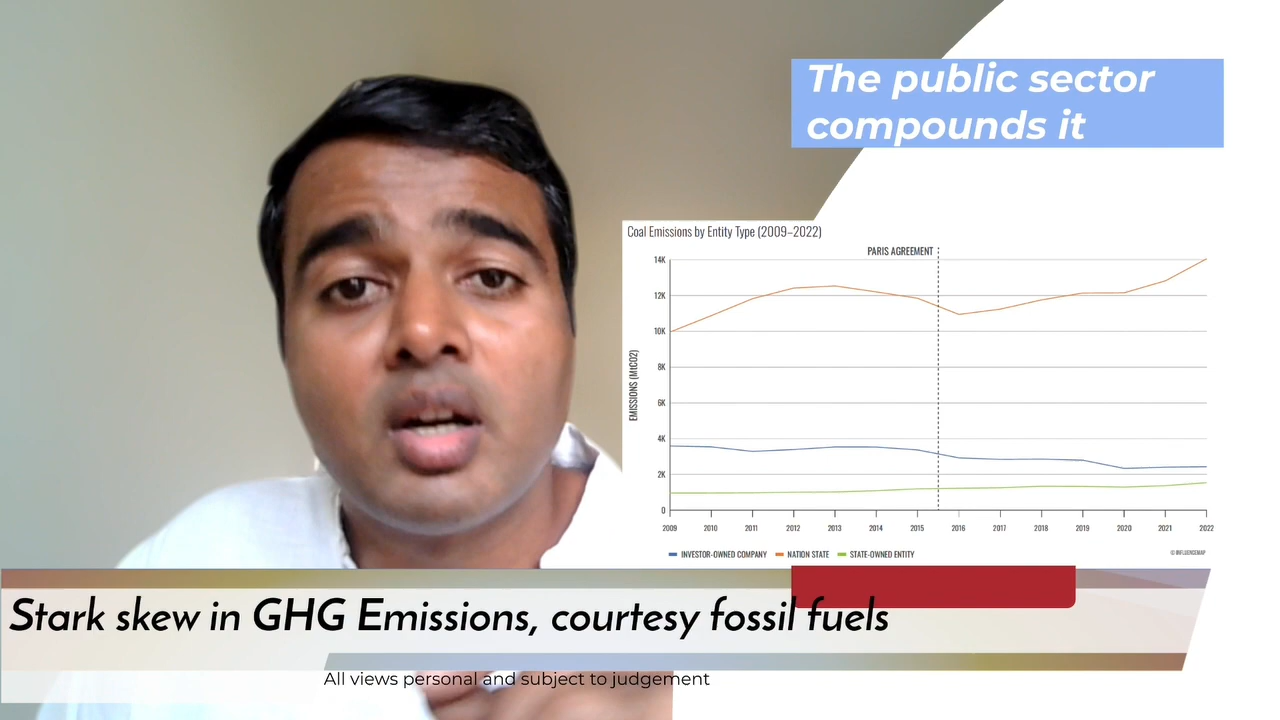 The public sector
compounds it
Coal Emissions by Entity Type (2009–2022)
PARIS AGREEMENT
14K
12K
10K
8K
6K
4K
2K
0
EMISSIONS (MtCO2)
2009 2010 2011 2012 2013 2014 2015 2016 2017 2018 2019 2020 2021 2022
INVESTOR-OWNED COMPANY NATION STATE STATE-OWNED ENTITY
© INFLUENCEMAP
Stark skew in GHG Emissions, courtesy fossil fuels
All views personal and subject to judgement